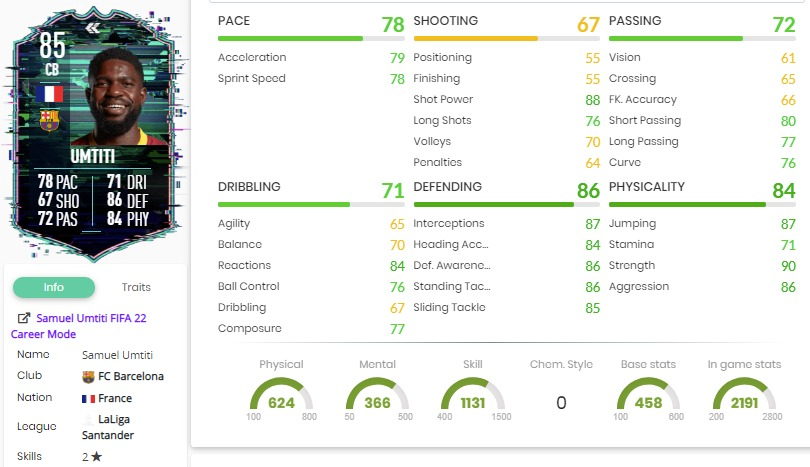 85
CB
UMTITI
78 PAC 71 DRI
67 SHO 86 DEF
72 PAS 84 PHY
Info Traits
Samuel Umtiti FIFA 22
Career Mode
Name Samuel Umtiti
Club FC Barcelona
Nation France
League LaLiga
Santander
Skills 2 ★
PACE 78
Acceleration 79
Sprint Speed 78
SHOOTING 67
Positioning 55
Finishing 55
Shot Power 88
Long Shots 76
Volleys 70
Penalties 64
PASSING 72
Vision 61
Crossing 65
FK. Accuracy 66
Short Passing 80
Long Passing 77
Curve 76
DRIBBLING 71
Agility 65
Balance 70
Reactions 84
Ball Control 76
Dribbling 67
Composure 77
DEFENDING 86
Interceptions 87
Heading Acc... 84
Def. Awarene... 86
Standing Tac... 86
Sliding Tackle 85
PHYSICALITY 84
Jumping 87
Stamina 71
Strength 90
Aggression 86
Physical Mental Skill Chem. Style Base stats In game stats
624 366 1131 0 458 2191
100 800 50 500 400 1500 100 600 200 2800